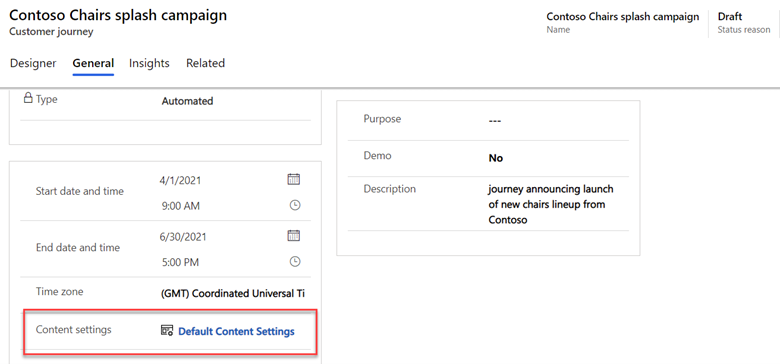 Contoso Chairs splash campaign
Customer journey
Contoso Chairs splash campaign
Name
Draft
Status reason
Designer General Insights Related
Type Automated
Start date and time 4/1/2021
9:00 AM
End date and time 6/30/2021
5:00 PM
Time zone (GMT) Coordinated Universal Ti
Content settings Default Content Settings
Purpose ---
Demo No
Description journey announcing launch
of new chairs lineup from
Contoso